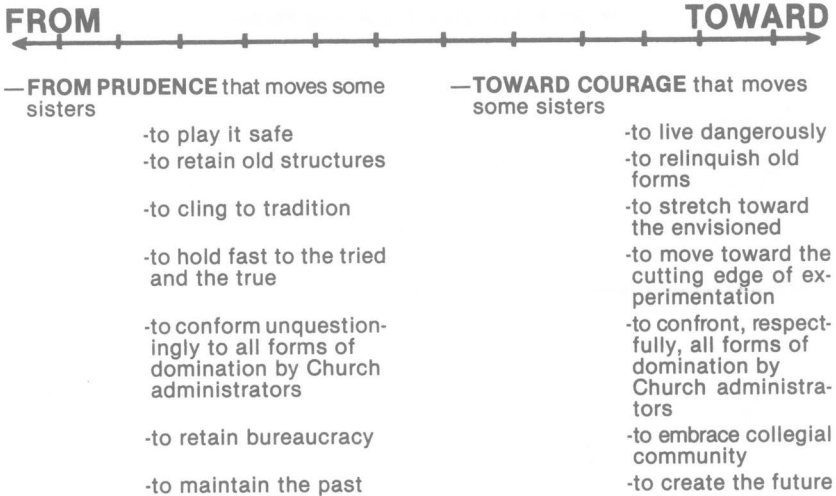 FROM
TOWARD
—FROM PRUDENCE that moves some
sisters
-to play it safe
-to retain old structures
-to cling to tradition
-to hold fast to the tried
and the true
-to conform unquestion-
ingly to all forms of
domination by Church
administrators
-to retain bureaucracy
-to maintain the past
—TOWARD COURAGE that moves
some sisters
-to live dangerously
-to relinquish old
forms
-to stretch toward
the envisioned
-to move toward the
cutting edge of ex-
perimentation
-to confront, respect-
fully, all forms of
domination by
Church administra-
tors
-to embrace collegial
community
-to create the future